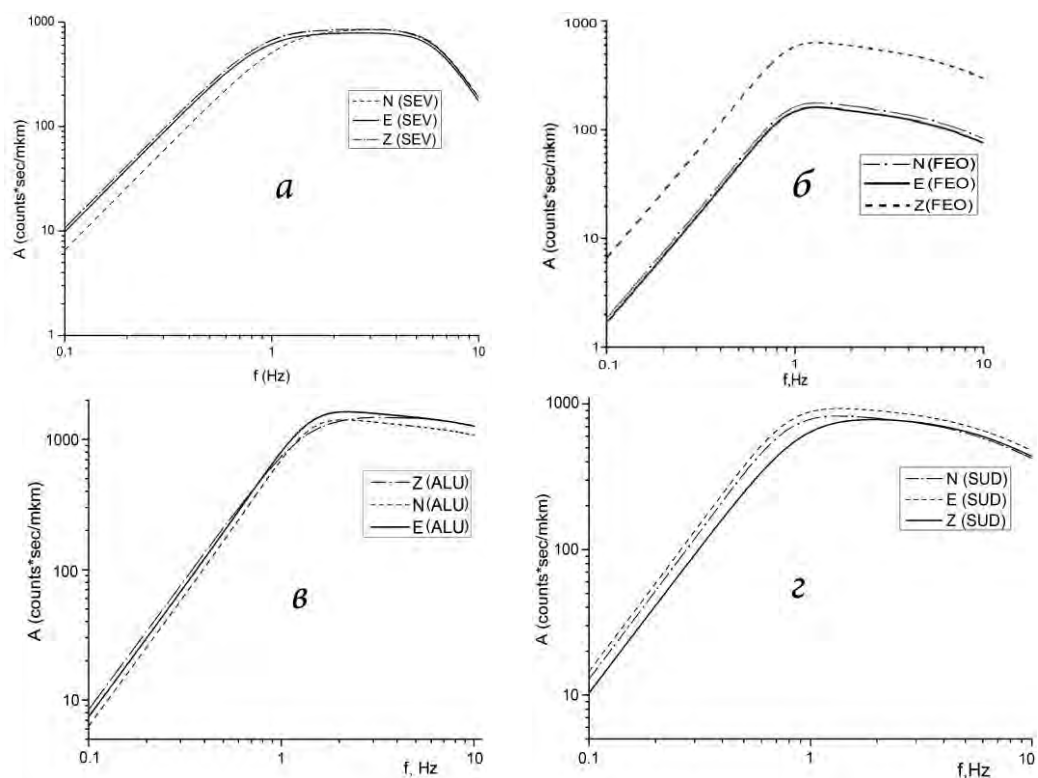 1000
100
10
1
A (counts*sec/mkm)
N (SEV)
E (SEV)
Z (SEV)
а
0,1
1
10
f (Hz)
1000
100
10
1
A (counts*sec/mkm)
N (FEO)
E (FEO)
Z(FEO)
б
0,1
1
10
f,Hz
1000
100
10
A (counts*sec/mkm)
Z (ALU)
N (ALU)
E (ALU)
в
0.1
1
10
f, Hz
1000
100
10
A (counts*sec/mkm)
N (SUD)
E (SUD)
Z (SUD)
г
0.1
1
10
f,Hz